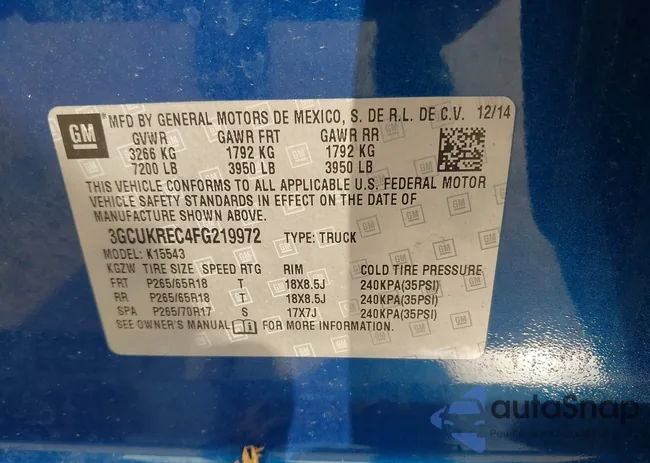 GM
MFD BY GENERAL MOTORS DE MEXICO, S. DE R.L. DE C.V. 12/14
GVWR GAWR FRT GAWR RR
3266 KG 1792 KG 1792 KG
7200 LB 3950 LB 3950 LB
THIS VEHICLE CONFORMS TO ALL APPLICABLE U.S. FEDERAL MOTOR
VEHICLE SAFETY STANDARDS IN EFFECT ON THE DATE OF
MANUFACTURE SHOWN ABOVE.
3GCUKREC4FG219972 TYPE: TRUCK
MODEL: K15543
KGZW TIRE SIZE SPEED RTG RIM COLD TIRE PRESSURE
FRT P265/65R18 T 18X8.5J 240KPA(35PSI)
RR P265/65R18 T 18X8.5J 240KPA(35PSI)
SPA P265/70R17 S 17X7J 240KPA(35PSI)
SEE OWNER'S MANUAL FOR MORE INFORMATION.
autoSnap